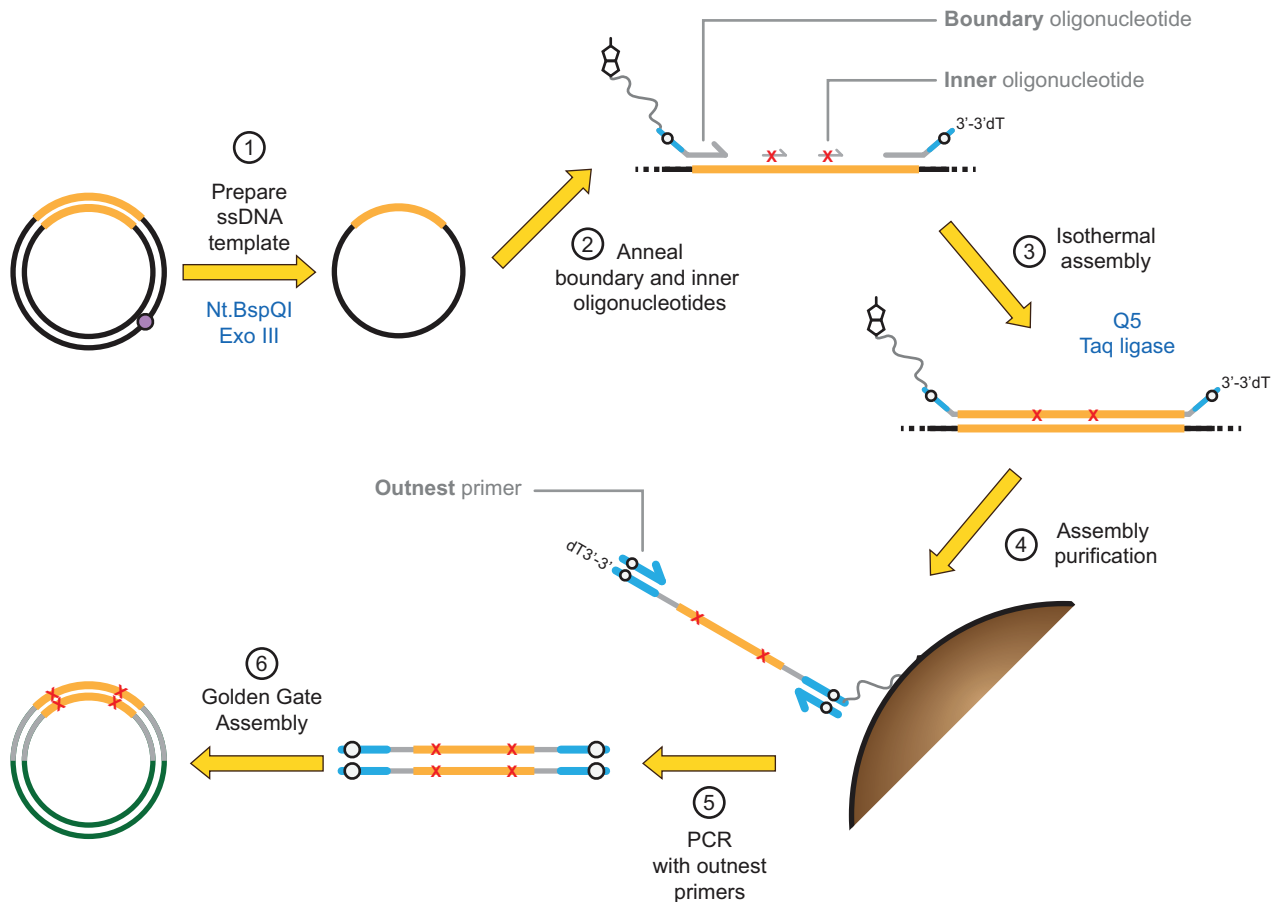 Boundary oligonucleotide
Inner oligonucleotide
3'-3'dT
1
Prepare
ssDNA
template
Nt.BspQI
Exo III
x
x
2
Anneal
boundary and inner
oligonucleotides
3
Isothermal
assembly
Q5
Taq ligase
3'-3'dT
x
x
4
Assembly
purification
Outnest primer
dT3'-3'
x
x
5
PCR
with outnest
primers
x
x
x
x
6
Golden Gate
Assembly
x
x
x
x